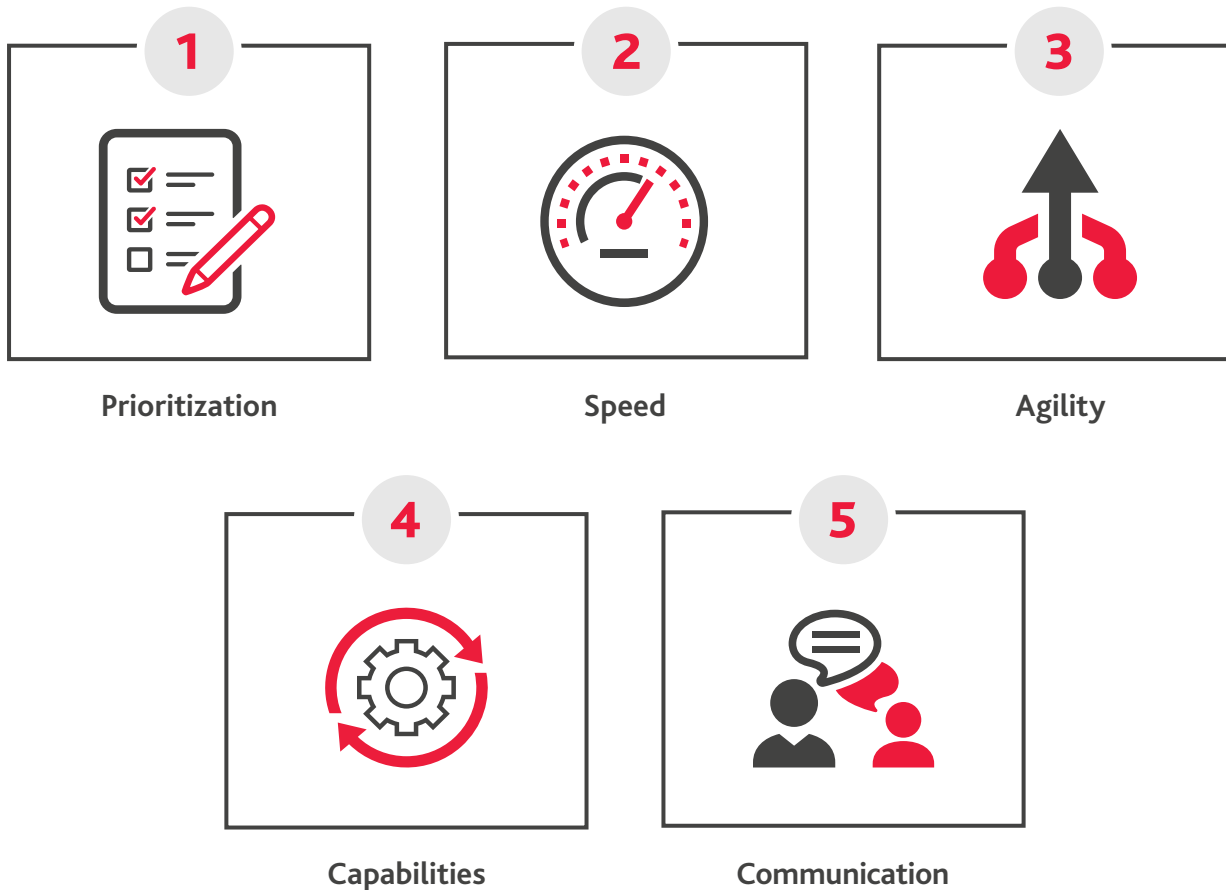 1
2
3
Prioritization
Speed
Agility
4
5
Capabilities
Communication